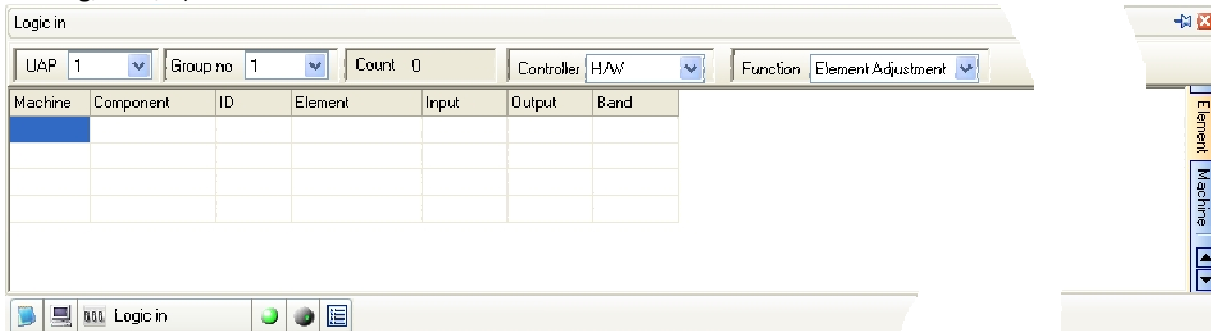 Logic in
UAP 1 Group no 1 Count 0 Controller H/W Function Element Adjustment
Machine Component ID Element Input Output Band
Element
Machine
Logic in